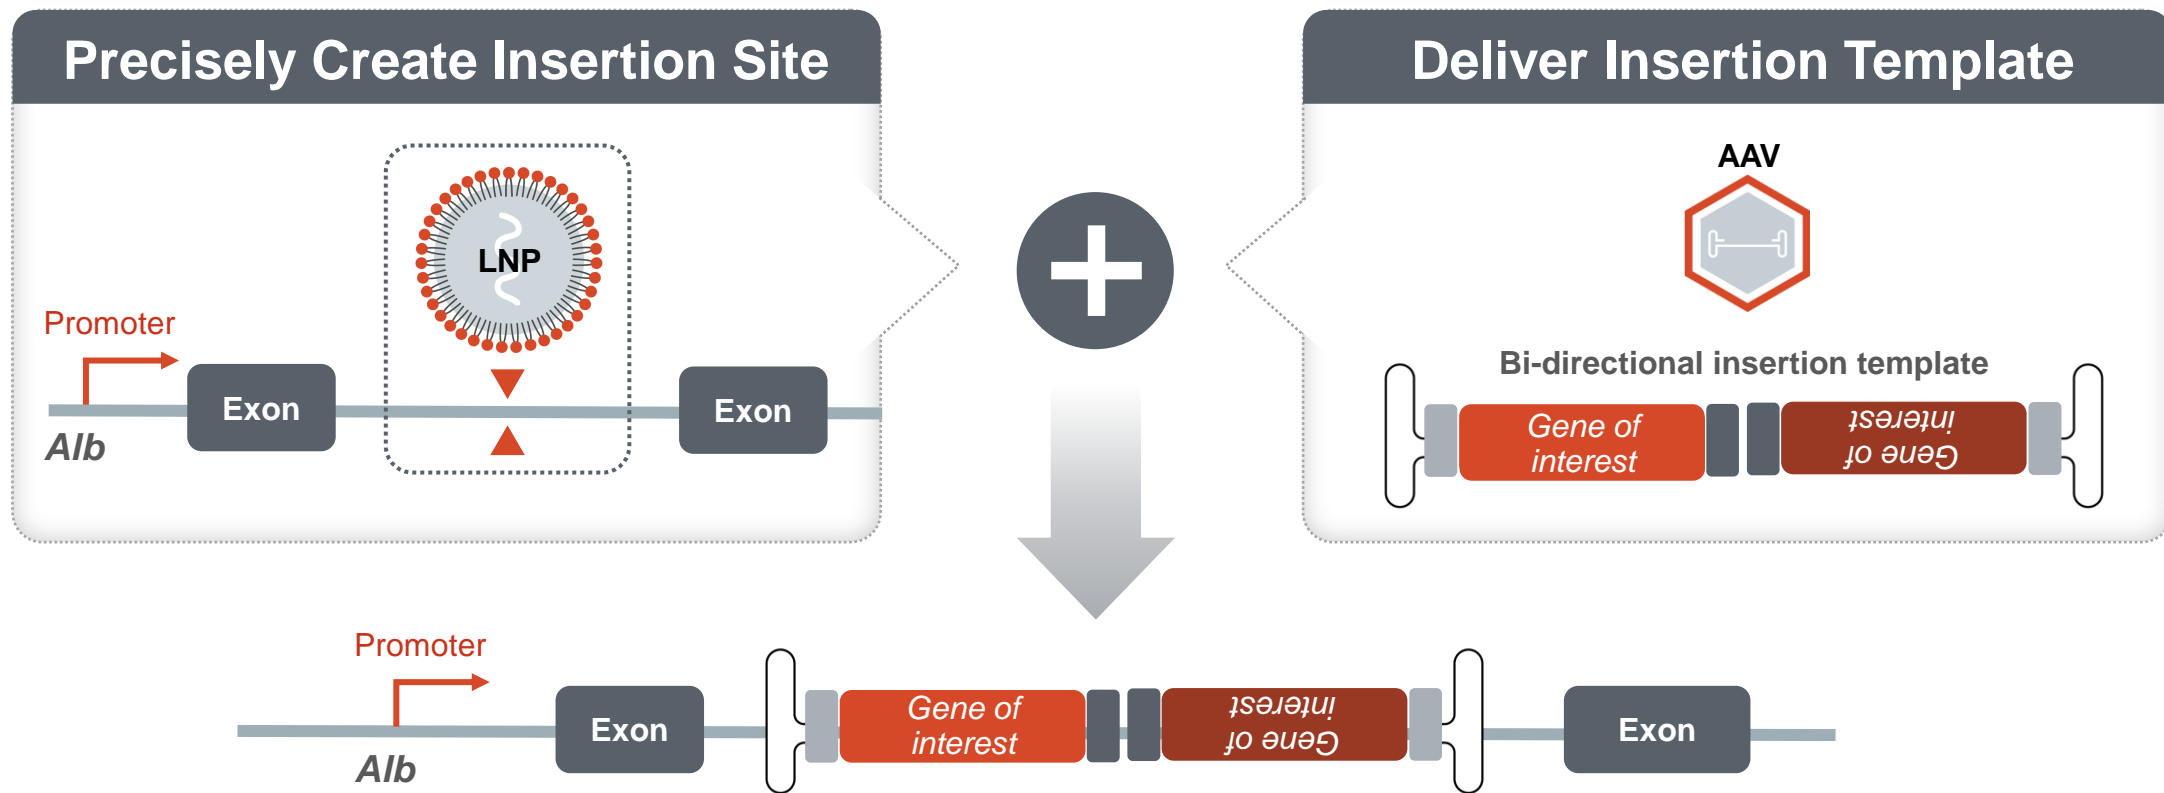 Precisely Create Insertion Site
LNP
Promoter
Exon
Exon
Alb
Deliver Insertion Template
AAV
Bi-directional insertion template
Gene of
interest
Gene of
interest
Promoter
Exon
Gene of
interest
Gene of
interest
Exon
Alb